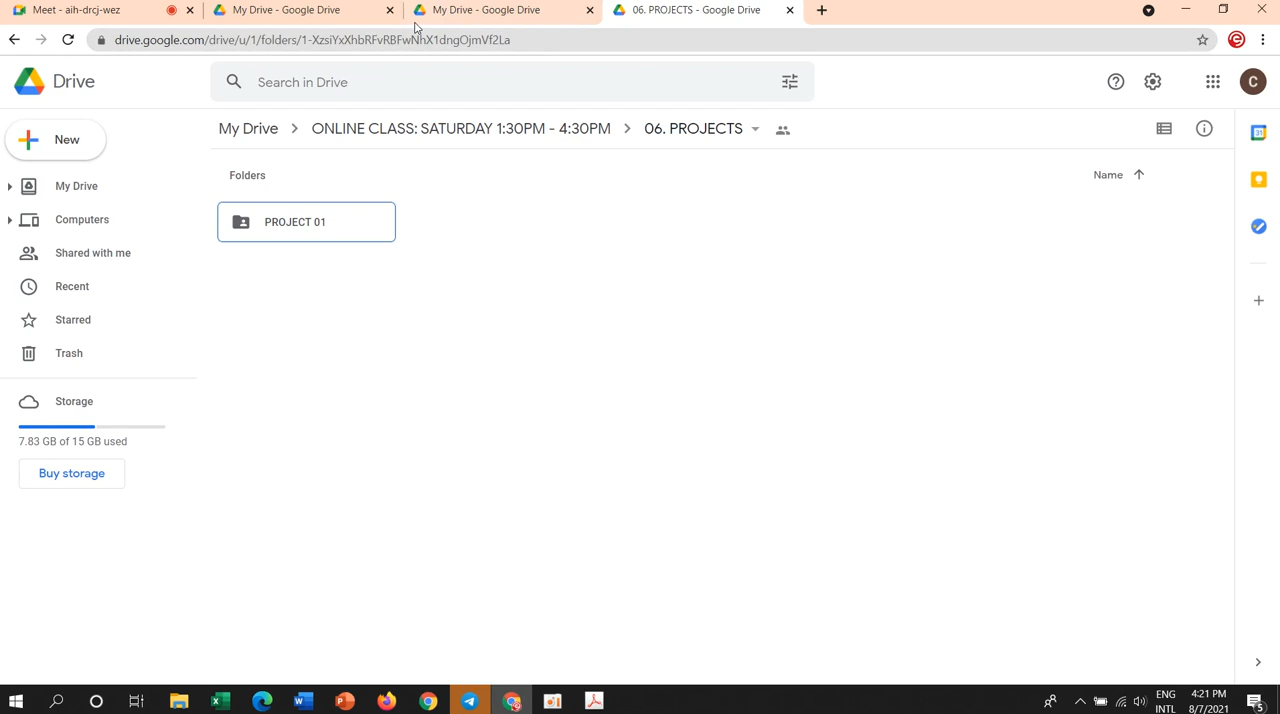 Meet - aih-drcj-wez
My Drive - Google Drive
My Drive - Google Drive
06. PROJECTS - Google Drive
drive.google.com/drive/u/1/folders/1-XzsiYxXhbRFvRBFwNhX1dngOjmVf2La
Drive
Search in Drive
C
New
My Drive
ONLINE CLASS: SATURDAY 1:30PM - 4:30PM
06. PROJECTS
Folders
Name
My Drive
PROJECT 01
Computers
Shared with me
Recent
Starred
Trash
Storage
7.83 GB of 15 GB used
Buy storage
31
ENG
INTL
4:21 PM
8/7/2021
5